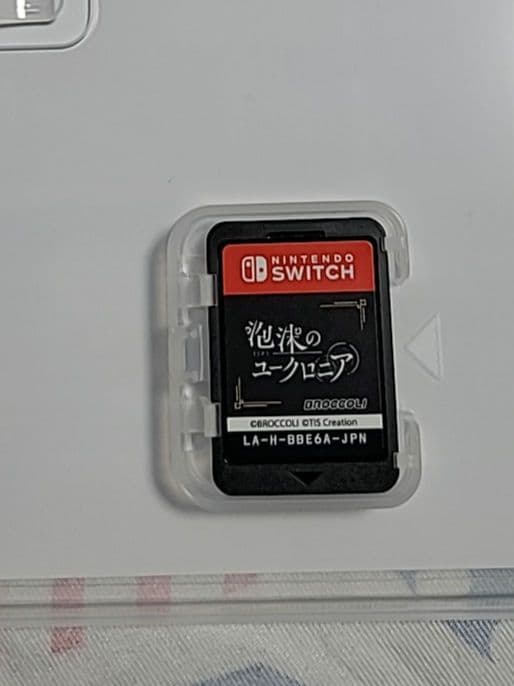 NINTENDO
SWITCH
泡沫の
ユークロニア
BROCCOLI
©BROCCOLI ©TIS Creation
LA-H-BBE6A-JPN